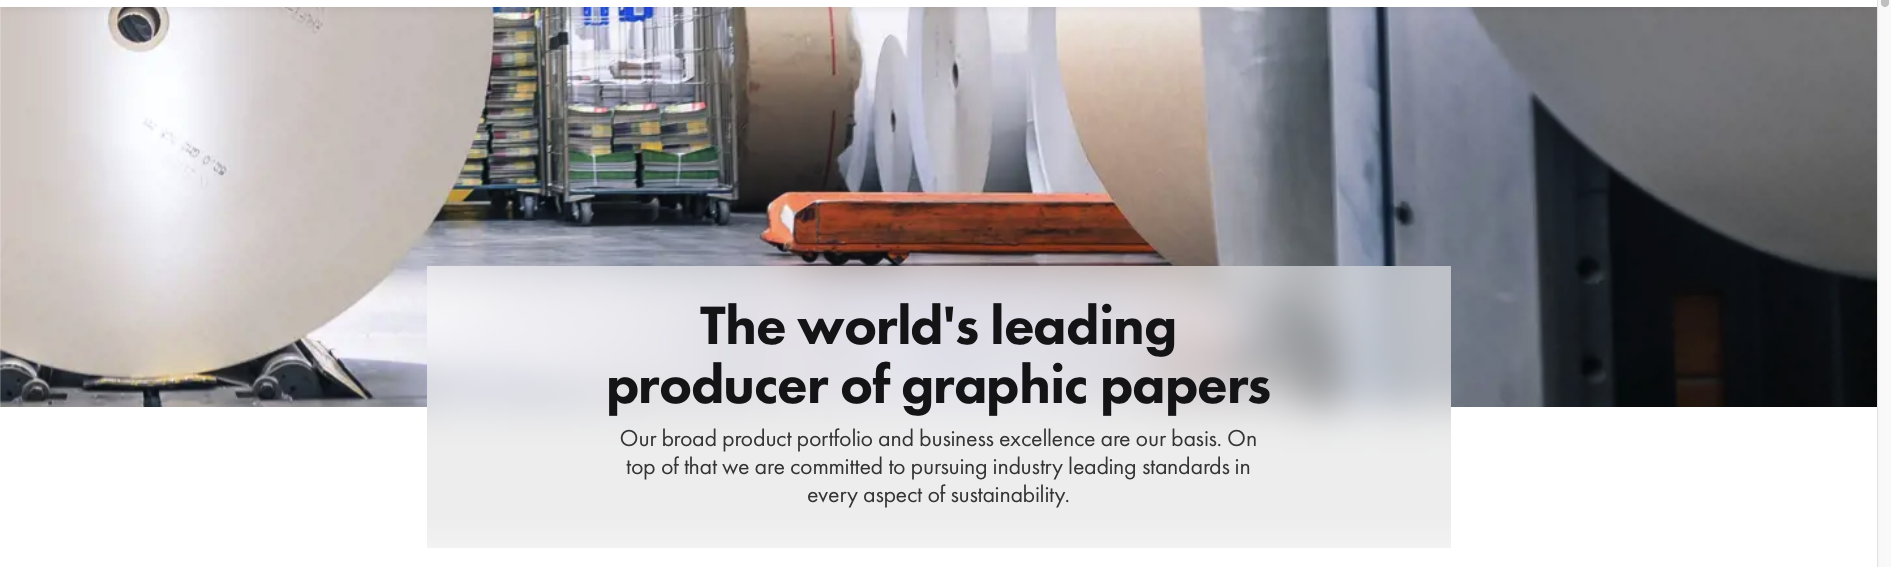 The world's leading
producer of graphic papers
Our broad product portfolio and business excellence are our basis. On
top of that we are committed to pursuing industry leading standards in
every aspect of sustainability.